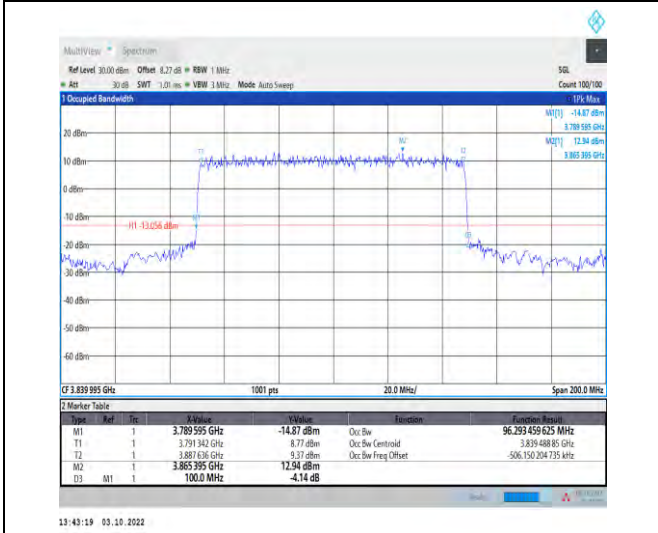 MultiView Spectrum
Ref Level 30.00 dBm Offset 8.27 dB RBW 1 MHz SGL
Att 30 dB SWT 1.01 ms VBW 3 MHz Mode Auto Sweep Count 100/100
1 Occupied Bandwidth 1Pk Max
M1[1] -14.87 dBm
3.789 595 GHz
M2[1] 12.94 dBm
3.865 395 GHz
20 dBm
M2
T1 T2
10 dBm
0 dBm
-10 dBm
M1
H1 -13.056 dBm
-20 dBm
D3
-30 dBm
-40 dBm
-50 dBm
-60 dBm
CF 3.839 995 GHz 1001 pts 20.0 MHz/ Span 200.0 MHz
2 Marker Table
Type Ref Trc X-Value Y-Value Function Function Result
M1 1 3.789 595 GHz -14.87 dBm Occ Bw 96.293 459 625 MHz
T1 1 3.791 342 GHz 8.77 dBm Occ Bw Centroid 3.839 488 85 GHz
T2 1 3.887 636 GHz 9.37 dBm Occ Bw Freq Offset -506.150 204 735 kHz
M2 1 3.865 395 GHz 12.94 dBm
D3 M1 1 100.0 MHz -4.14 dB
13:43:19 03.10.2022